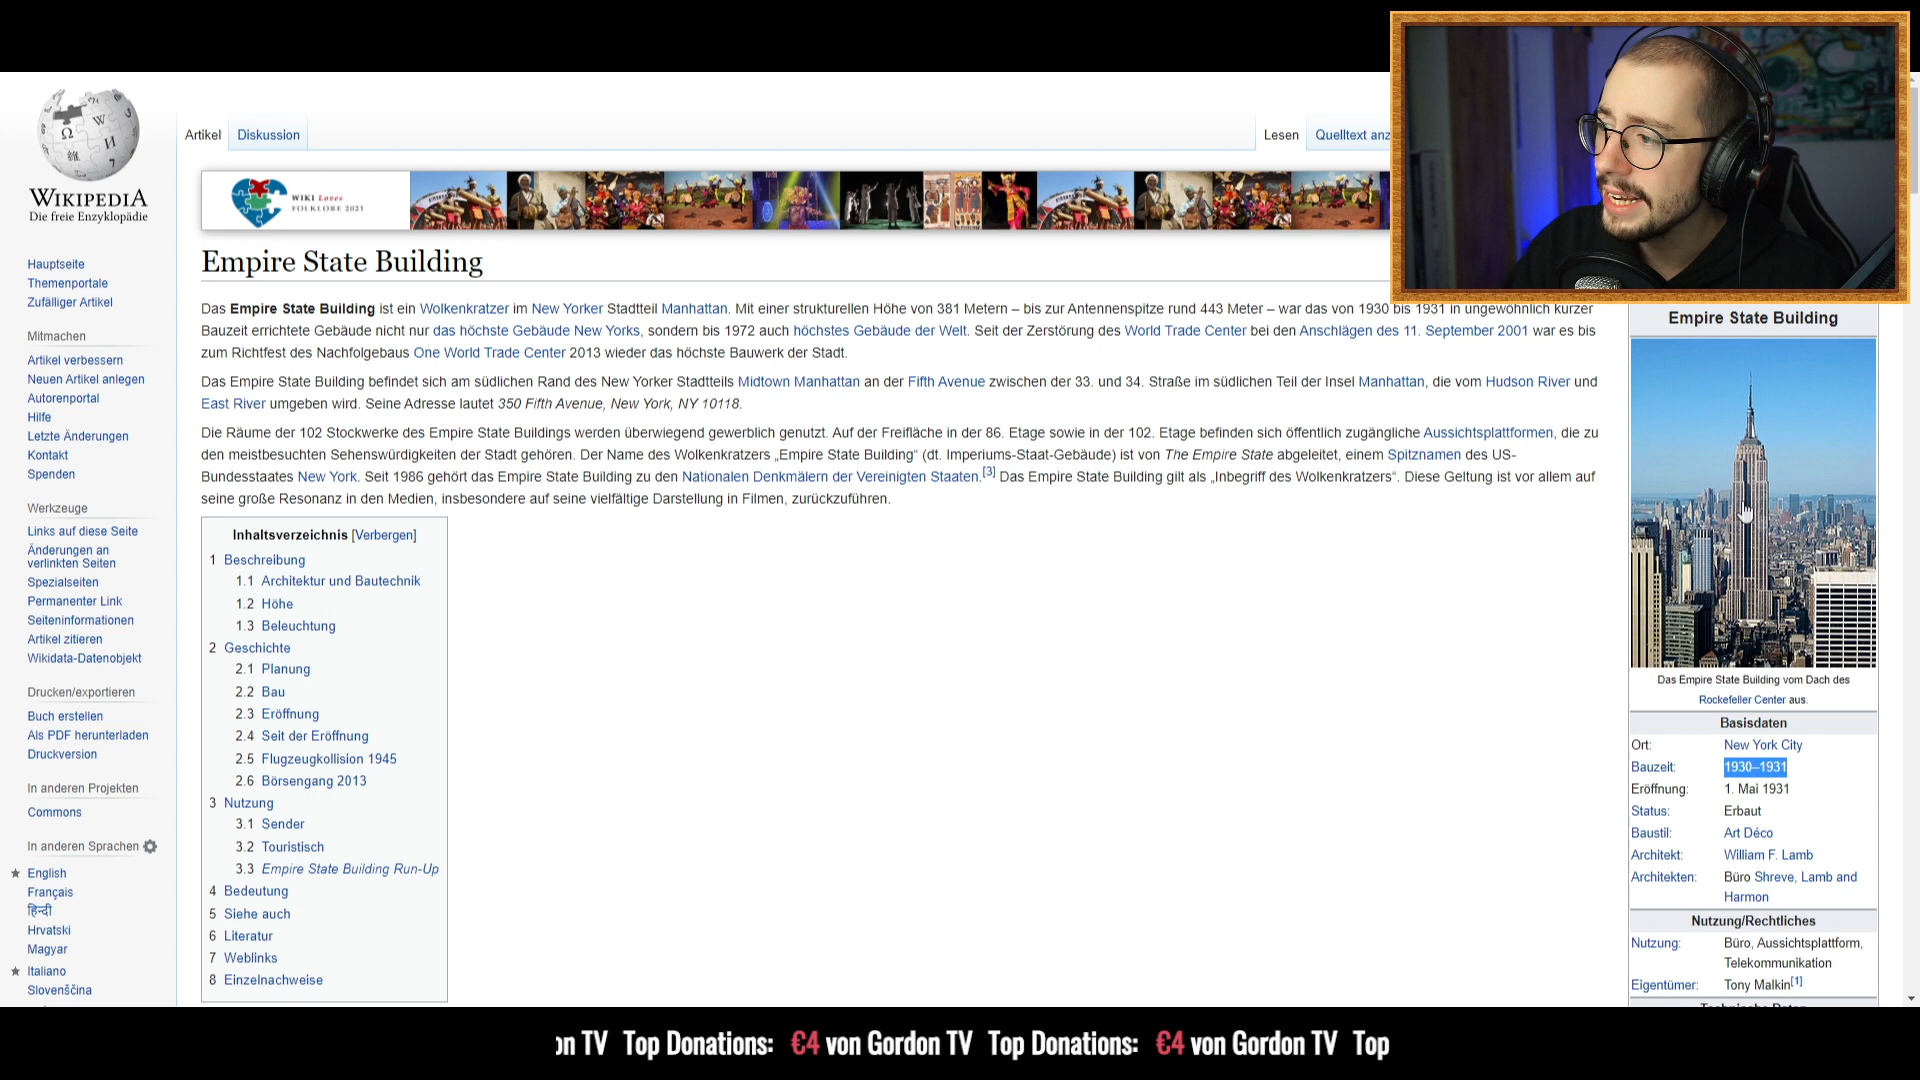 WIKIPEDIA
Die freie Enzyklopädie
Hauptseite
Themenportale
Zufälliger Artikel
Mitmachen
Artikel verbessern
Neuen Artikel anlegen
Autorenportal
Hilfe
Letzte Änderungen
Kontakt
Spenden
Werkzeuge
Links auf diese Seite
Änderungen an
verlinkten Seiten
Spezialseiten
Permanenter Link
Seiteninformationen
Artikel zitieren
Wikidata-Datenobjekt
Drucken/exportieren
Buch erstellen
Als PDF herunterladen
Druckversion
In anderen Projekten
Commons
In anderen Sprachen
English
Français
हिन्दी
Hrvatski
Magyar
Italiano
Slovenščina
Artikel Diskussion
Lesen Quelltext anz
WIKI Loves
FOLKLORE 2021
Empire State Building
Das Empire State Building ist ein Wolkenkratzer im New Yorker Stadtteil Manhattan. Mit einer strukturellen Höhe von 381 Metern – bis zur Antennenspitze rund 443 Meter – war das von 1930 bis 1931 in ungewöhnlich kurzer
Bauzeit errichtete Gebäude nicht nur das höchste Gebäude New Yorks, sondern bis 1972 auch höchstes Gebäude der Welt. Seit der Zerstörung des World Trade Center bei den Anschlägen des 11. September 2001 war es bis
zum Richtfest des Nachfolgebaus One World Trade Center 2013 wieder das höchste Bauwerk der Stadt.
Das Empire State Building befindet sich am südlichen Rand des New Yorker Stadtteils Midtown Manhattan an der Fifth Avenue zwischen der 33. und 34. Straße im südlichen Teil der Insel Manhattan, die vom Hudson River und
East River umgeben wird. Seine Adresse lautet 350 Fifth Avenue, New York, NY 10118.
Die Räume der 102 Stockwerke des Empire State Buildings werden überwiegend gewerblich genutzt. Auf der Freifläche in der 86. Etage sowie in der 102. Etage befinden sich öffentlich zugängliche Aussichtsplattformen, die zu
den meistbesuchten Sehenswürdigkeiten der Stadt gehören. Der Name des Wolkenkratzers „Empire State Building“ (dt. Imperiums-Staat-Gebäude) ist von The Empire State abgeleitet, einem Spitznamen des US-
Bundesstaates New York. Seit 1986 gehört das Empire State Building zu den Nationalen Denkmälern der Vereinigten Staaten.[3] Das Empire State Building gilt als „Inbegriff des Wolkenkratzers“. Diese Geltung ist vor allem auf
seine große Resonanz in den Medien, insbesondere auf seine vielfältige Darstellung in Filmen, zurückzuführen.
Inhaltsverzeichnis [Verbergen]
1 Beschreibung
1.1 Architektur und Bautechnik
1.2 Höhe
1.3 Beleuchtung
2 Geschichte
2.1 Planung
2.2 Bau
2.3 Eröffnung
2.4 Seit der Eröffnung
2.5 Flugzeugkollision 1945
2.6 Börsengang 2013
3 Nutzung
3.1 Sender
3.2 Touristisch
3.3 Empire State Building Run-Up
4 Bedeutung
5 Siehe auch
6 Literatur
7 Weblinks
8 Einzelnachweise
Empire State Building
Das Empire State Building vom Dach des
Rockefeller Center aus.
Basisdaten
Ort: New York City
Bauzeit: 1930–1931
Eröffnung: 1. Mai 1931
Status: Erbaut
Baustil: Art Déco
Architekt: William F. Lamb
Architekten: Büro Shreve, Lamb and
Harmon
Nutzung/Rechtliches
Nutzung: Büro, Aussichtsplattform,
Telekommunikation
Eigentümer: Tony Malkin[1]
on TV Top Donations: €4 von Gordon TV Top Donations: €4 von Gordon TV Top